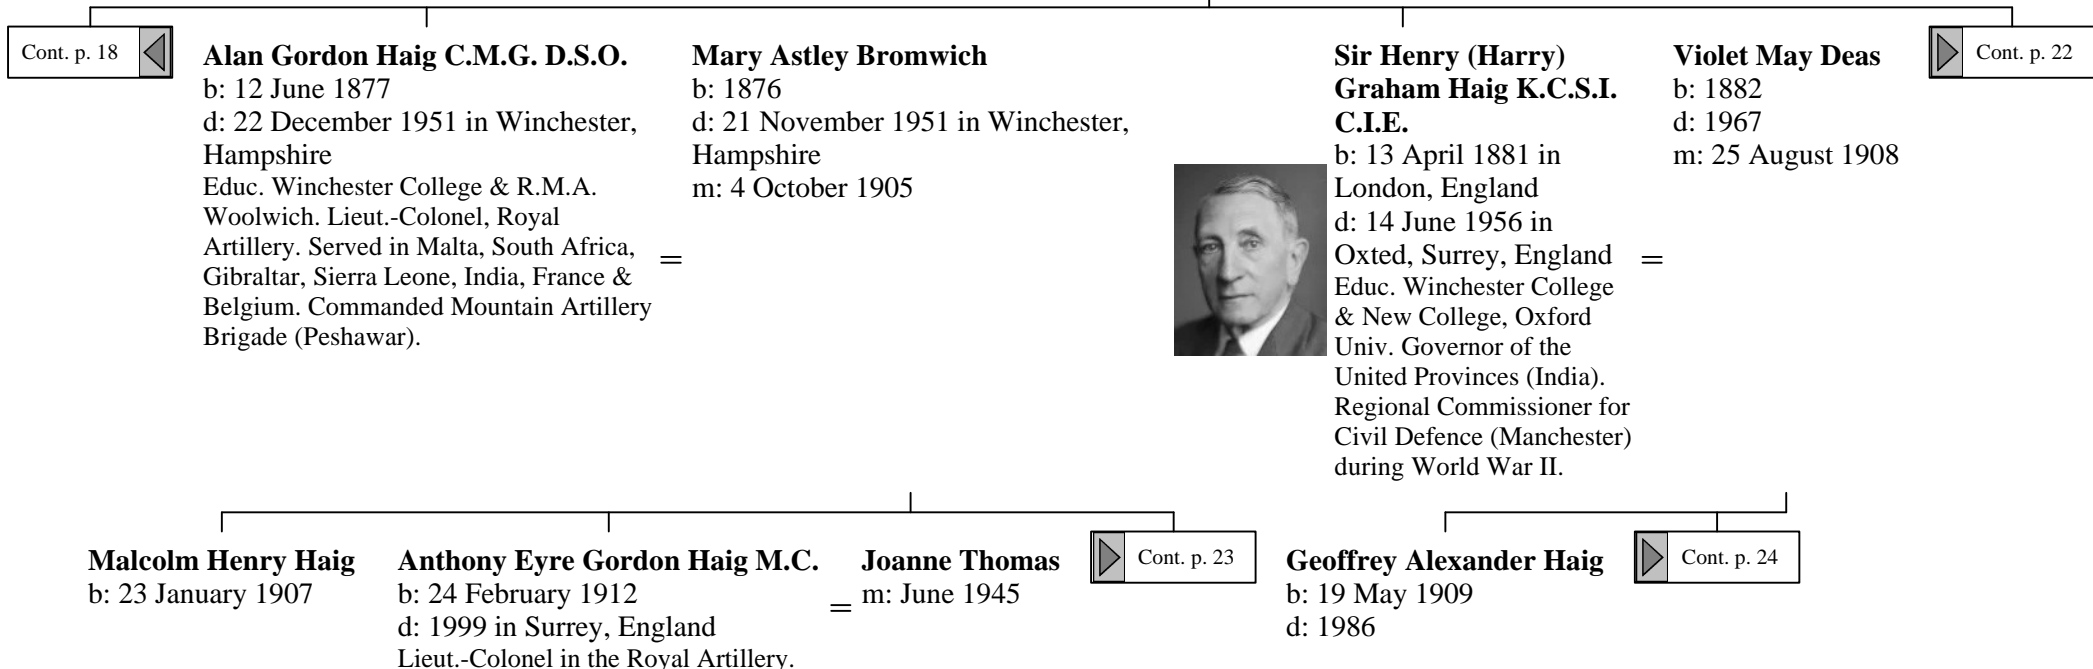 Cont. p. 18
Alan Gordon Haig C.M.G. D.S.O.
b: 12 June 1877
d: 22 December 1951 in Winchester,
Hampshire
Educ. Winchester College & R.M.A.
Woolwich. Lieut.-Colonel, Royal
Artillery. Served in Malta, South Africa,
Gibraltar, Sierra Leone, India, France &
Belgium. Commanded Mountain Artillery
Brigade (Peshawar).
=
Mary Astley Bromwich
b: 1876
d: 21 November 1951 in Winchester,
Hampshire
m: 4 October 1905
Sir Henry (Harry)
Graham Haig K.C.S.I.
C.I.E.
b: 13 April 1881 in
London, England
d: 14 June 1956 in
Oxted, Surrey, England
Educ. Winchester College
& New College, Oxford
Univ. Governor of the
United Provinces (India).
Regional Commissioner for
Civil Defence (Manchester)
during World War II.
=
Violet May Deas
b: 1882
d: 1967
m: 25 August 1908
Cont. p. 22
Malcolm Henry Haig
b: 23 January 1907
Anthony Eyre Gordon Haig M.C.
b: 24 February 1912
d: 1999 in Surrey, England
Lieut.-Colonel in the Royal Artillery.
=
Joanne Thomas
m: June 1945
Cont. p. 23
Geoffrey Alexander Haig
b: 19 May 1909
d: 1986
Cont. p. 24